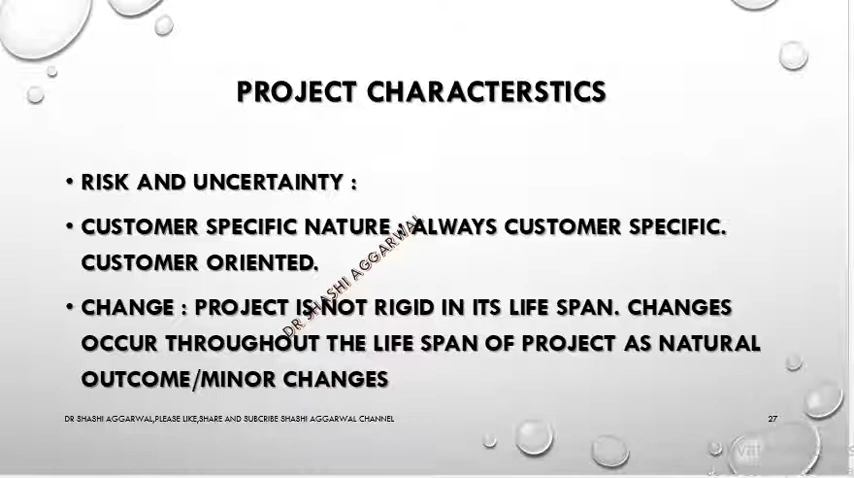 PROJECT CHARACTERSTICS
• RISK AND UNCERTAINTY :
• CUSTOMER SPECIFIC NATURE : ALWAYS CUSTOMER SPECIFIC.
CUSTOMER ORIENTED.
DR SHASHI AGGARWAL
• CHANGE : PROJECT IS NOT RIGID IN ITS LIFE SPAN. CHANGES
OCCUR THROUGHOUT THE LIFE SPAN OF PROJECT AS NATURAL
OUTCOME/MINOR CHANGES
DR SHASHI AGGARWAL,PLEASE LIKE,SHARE AND SUBCRIBE SHASHI AGGARWAL CHANNEL
27